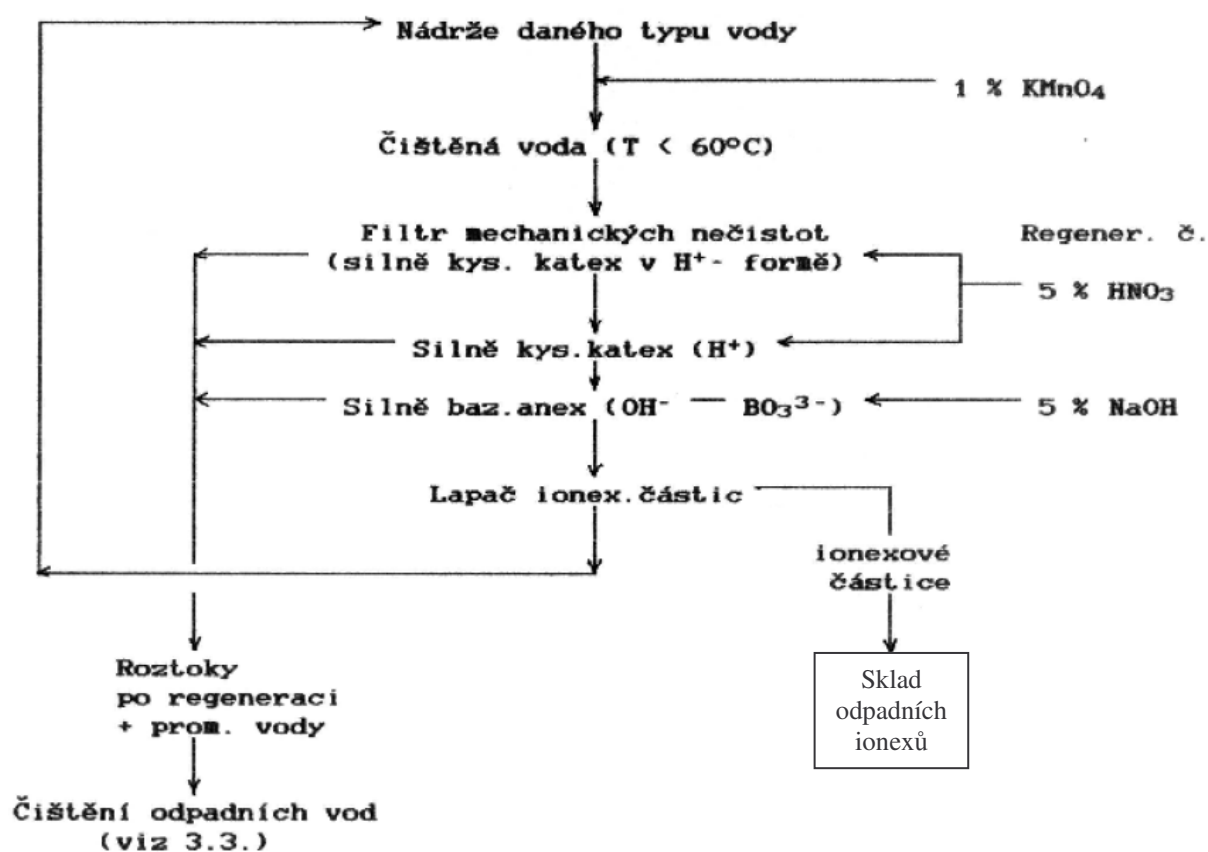 Nádrže daného typu vody
1 % KMnO4
Čištěná voda (T < 60°C)
Filtr mechanických nečistot
(silně kys. katex v H⁺- formě)
Regener. č.
5 % HNO3
Silně kys.katex (H⁺)
Silně baz.anex (OH⁻ — BO3³⁻)
5 % NaOH
Lapač ionex.částic
ionexové
částice
Roztoky
po regeneraci
+ prom. vody
Sklad
odpadních
ionexů
Čištění odpadních vod
(viz 3.3.)